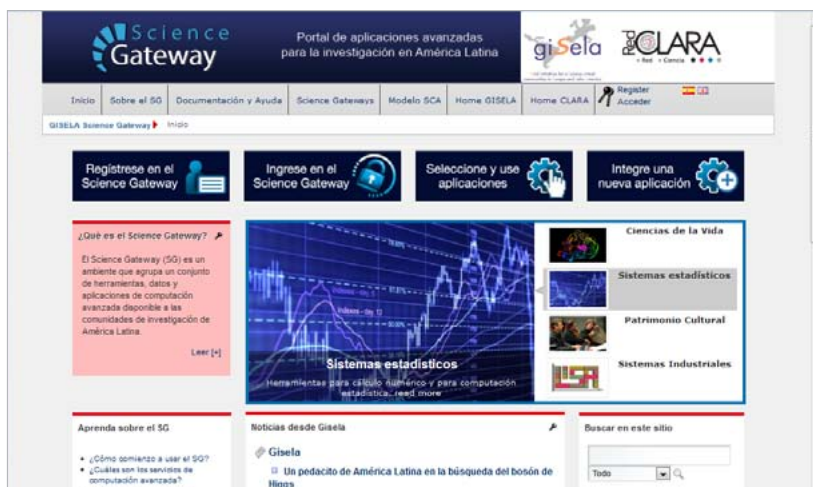 Science
Gateway
Portal de aplicaciones avanzadas
para la investigación en América Latina
giSela
Red CLARA
Inicio
Sobre el SG
Documentación y Ayuda
Science Gateways
Modelo SCA
Home GISELA
Home CLARA
Register
Acceder
GISELA Science Gateway Inicio
Regístrese en el
Science Gateway
Ingrese en el
Science Gateway
Seleccione y use
aplicaciones
Integre una
nueva aplicación
¿Qué es el Science Gateway?
El Science Gateway (SG) es un
ambiente que agrupa un conjunto
de herramientas, datos y
aplicaciones de computación
avanzada disponible a las
comunidades de investigación de
América Latina.
Leer [+]
Sistemas estadísticos
Herramientas para cálculo numérico y para computación
estadística. read more
Ciencias de la Vida
Sistemas estadísticos
Patrimonio Cultural
Sistemas Industriales
Aprenda sobre el SG
¿Cómo comienzo a usar el SG?
¿Cuáles son los servicios de
computación avanzada?
Noticias desde Gisela
Gisela
Un pedacito de América Latina en la búsqueda del bosón de
Higgs
Buscar en este sitio
Todo